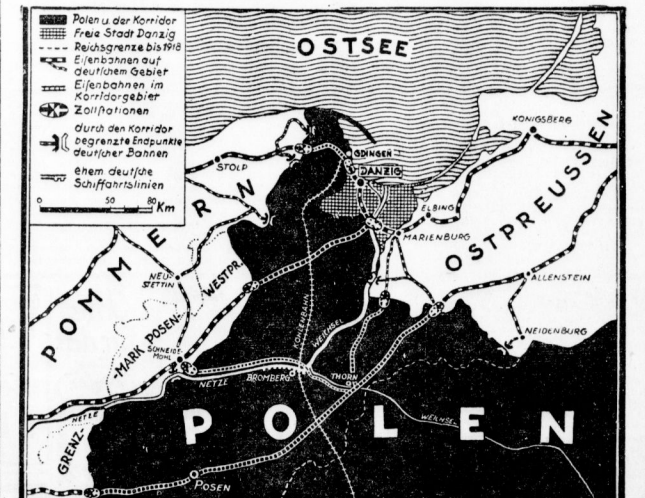 Polen u. der Korridor
Freie Stadt Danzig
Reichsgrenze bis 1918
Eisenbahnen auf
deutschem Gebiet
Eisenbahnen im
Korridorgebiet
Zollstationen
durch den Korridor
begrenzte Endpunkte
deutscher Bahnen
ehem deutsche
Schiffahrtslinien
0 50 80 Km
OSTSEE
KÖNIGSBERG
STOLP
GDINGEN
DANZIG
ELBING
MARIENBURG
OSTPREUSSEN
POMMERN
NEU-
STETTIN
WESTPR.
ALLENSTEIN
NEIDENBURG
-MARK POSEN-
SCHNEIDE-
MÜHL
KOHLENBAHN
WEICHSEL
NETZE
BROMBERG
THORN
NETZE
WEICHSEL
GRENZ-
POLEN
POSEN